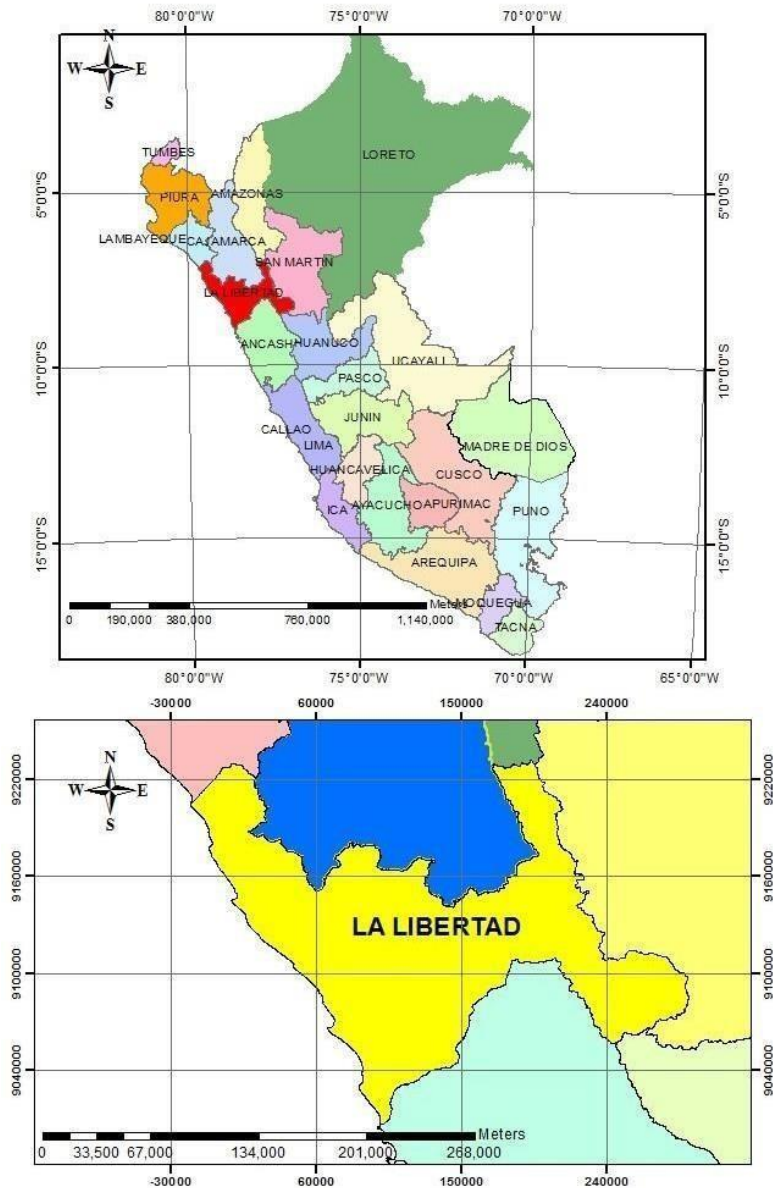 80°0'0"W 75°0'0"W 70°0'0"W
N
W E
S
TUMBES
LORETO
PIURA
AMAZONAS
5°0'0"S 5°0'0"S
LAMBAYEQUE
CAJAMARCA
SAN MARTIN
LA LIBERTAD
ANCASH
HUANUCO
UCAYALI
10°0'0"S 10°0'0"S
PASCO
CALLAO
JUNIN
LIMA
MADRE DE DIOS
HUANCAVELICA
CUSCO
ICA
AYACUCHO
APURIMAC
PUNO
15°0'0"S 15°0'0"S
AREQUIPA
MOQUEGUA
Meters
0 190,000 380,000 760,000 1,140,000
TACNA
80°0'0"W 75°0'0"W 70°0'0"W 65°0'0"W
-30000 60000 150000 240000
N
W E
S
9220000 9220000
9160000 9160000
LA LIBERTAD
9100000 9100000
9040000 9040000
Meters
0 33,500 67,000 134,000 201,000 268,000
-30000 60000 150000 240000